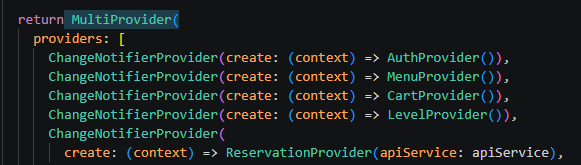 return MultiProvider(
providers: [
ChangeNotifierProvider(create: (context) => AuthProvider()),
ChangeNotifierProvider(create: (context) => MenuProvider()),
ChangeNotifierProvider(create: (context) => CartProvider()),
ChangeNotifierProvider(create: (context) => LevelProvider()),
ChangeNotifierProvider(
create: (context) => ReservationProvider(apiService: apiService),